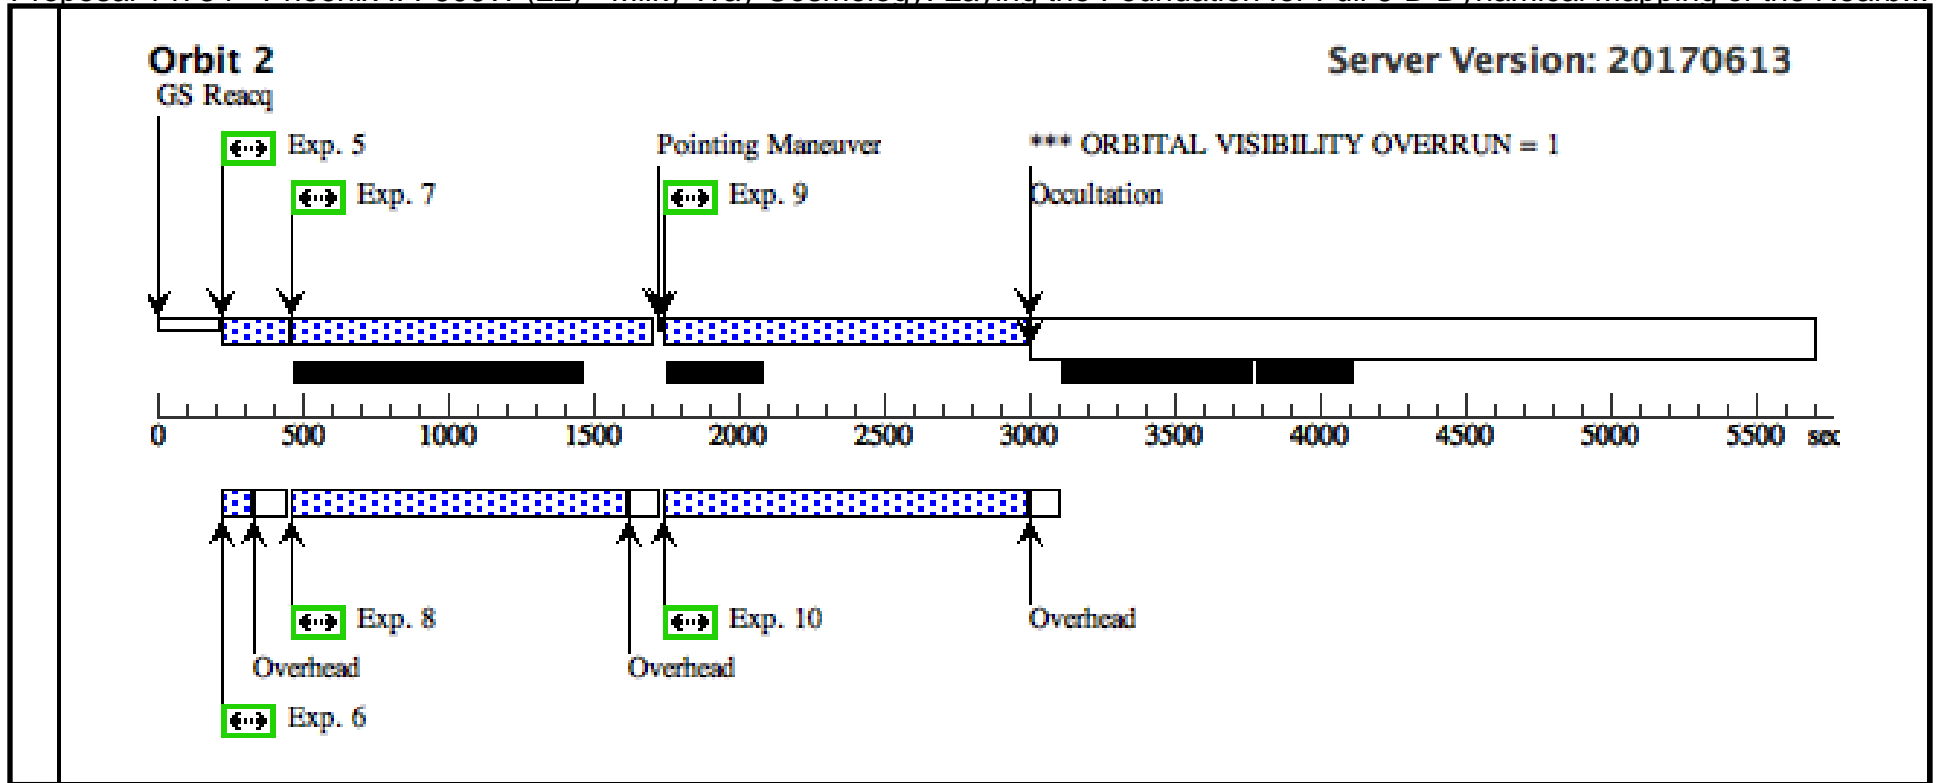 Orbit 2
Server Version: 20170613
GS Reacq
Exp. 5
Pointing Maneuver
*** ORBITAL VISIBILITY OVERRUN = 1
Exp. 7
Exp. 9
Occultation
0 500 1000 1500 2000 2500 3000 3500 4000 4500 5000 5500 sec
Exp. 8
Exp. 10
Overhead
Overhead
Overhead
Exp. 6